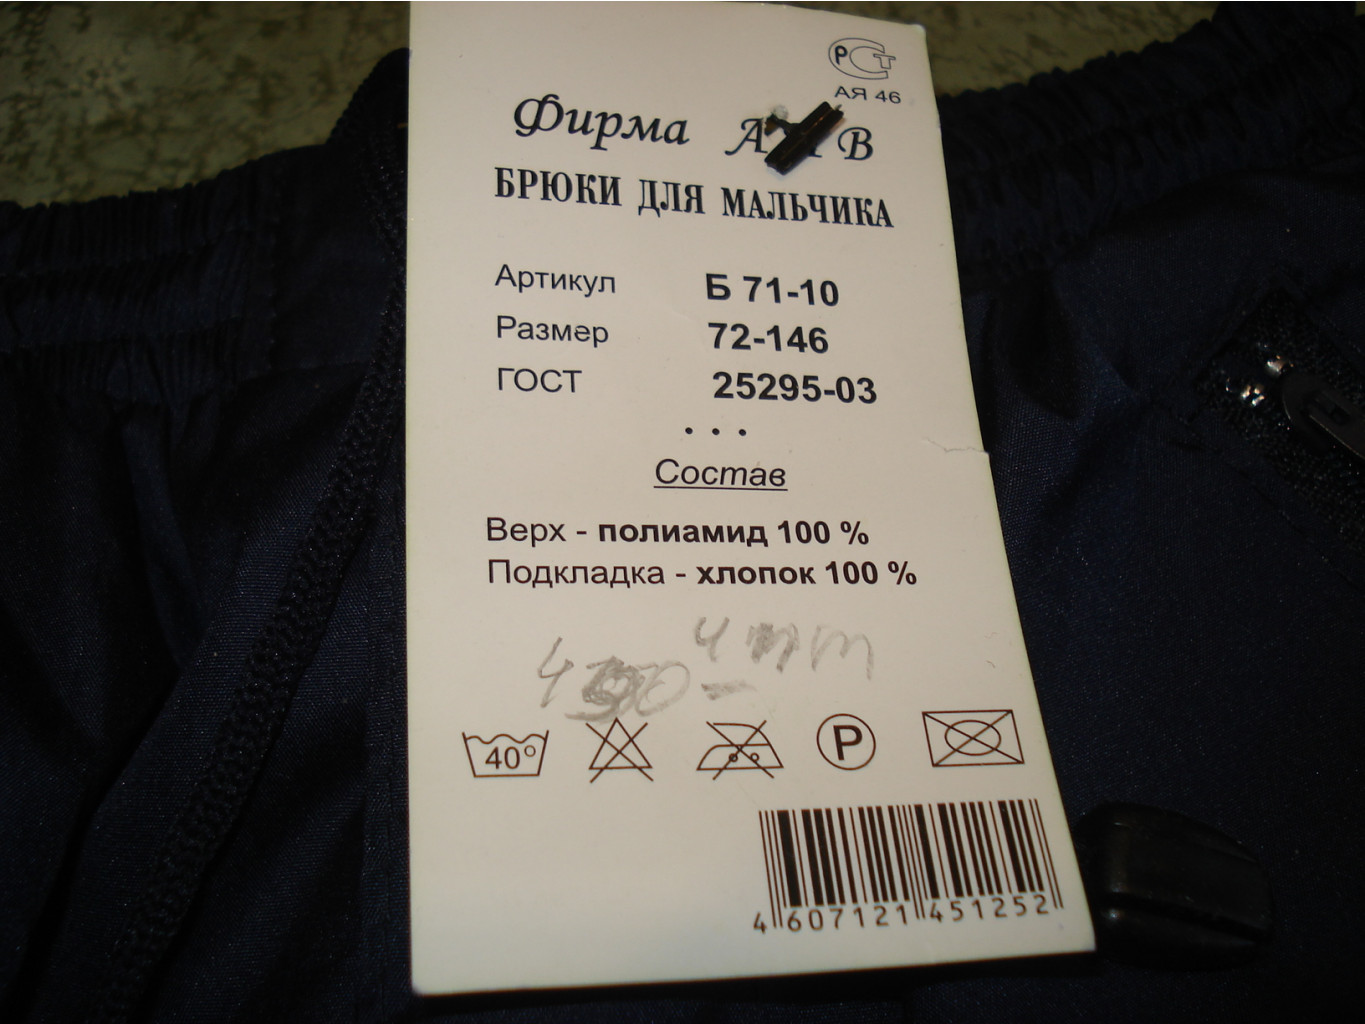 РСТ
АЯ 46
Фирма
БРЮКИ ДЛЯ МАЛЬЧИКА
Артикул Б 71-10
Размер 72-146
ГОСТ 25295-03
• • •
Состав
Верх - полиамид 100 %
Подкладка - хлопок 100 %
40°
P
4 607121 451252